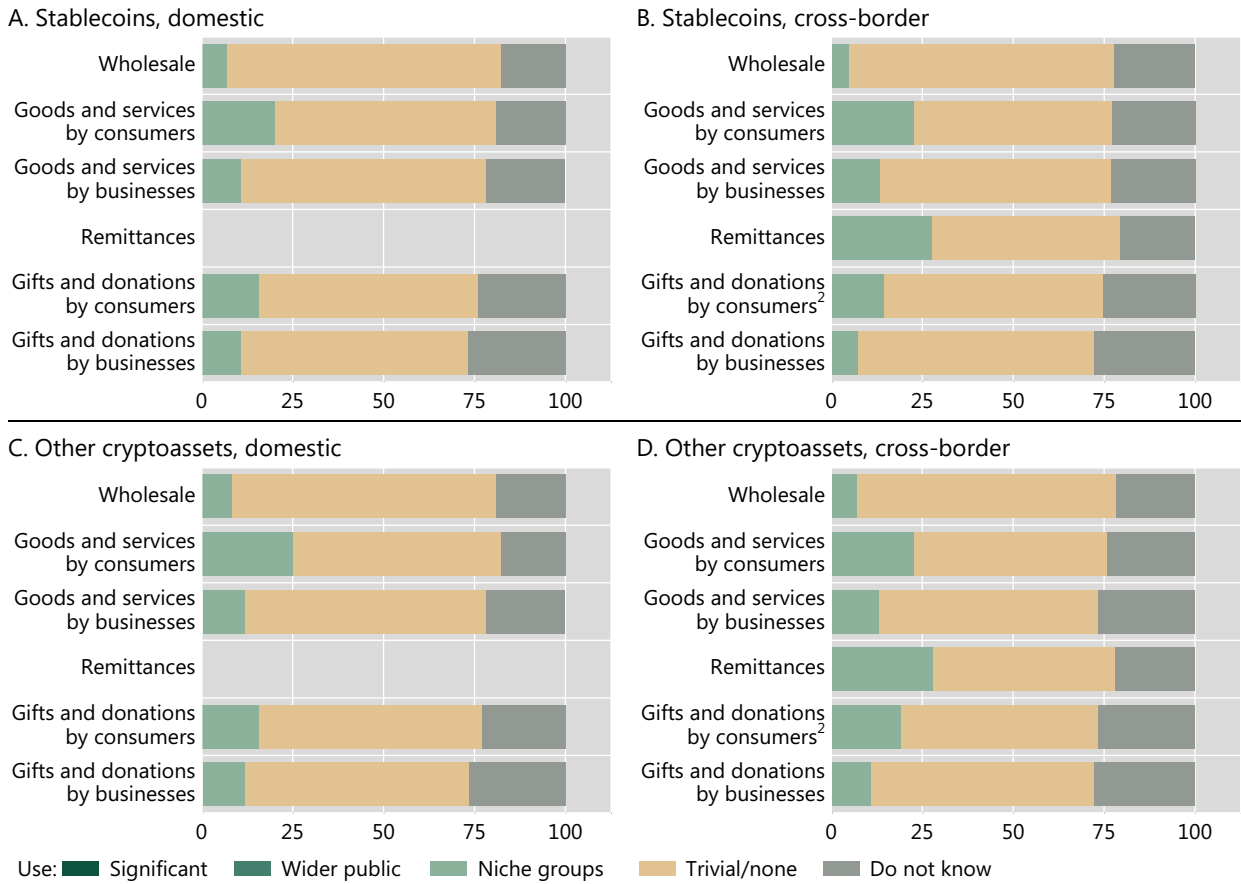 A. Stablecoins, domestic
Wholesale
Goods and services
by consumers
Goods and services
by businesses
Remittances
Gifts and donations
by consumers
Gifts and donations
by businesses
0 25 50 75 100
B. Stablecoins, cross-border
Wholesale
Goods and services
by consumers
Goods and services
by businesses
Remittances
Gifts and donations
by consumers²
Gifts and donations
by businesses
0 25 50 75 100
C. Other cryptoassets, domestic
Wholesale
Goods and services
by consumers
Goods and services
by businesses
Remittances
Gifts and donations
by consumers
Gifts and donations
by businesses
0 25 50 75 100
D. Other cryptoassets, cross-border
Wholesale
Goods and services
by consumers
Goods and services
by businesses
Remittances
Gifts and donations
by consumers²
Gifts and donations
by businesses
0 25 50 75 100
Use: Significant Wider public Niche groups Trivial/none Do not know